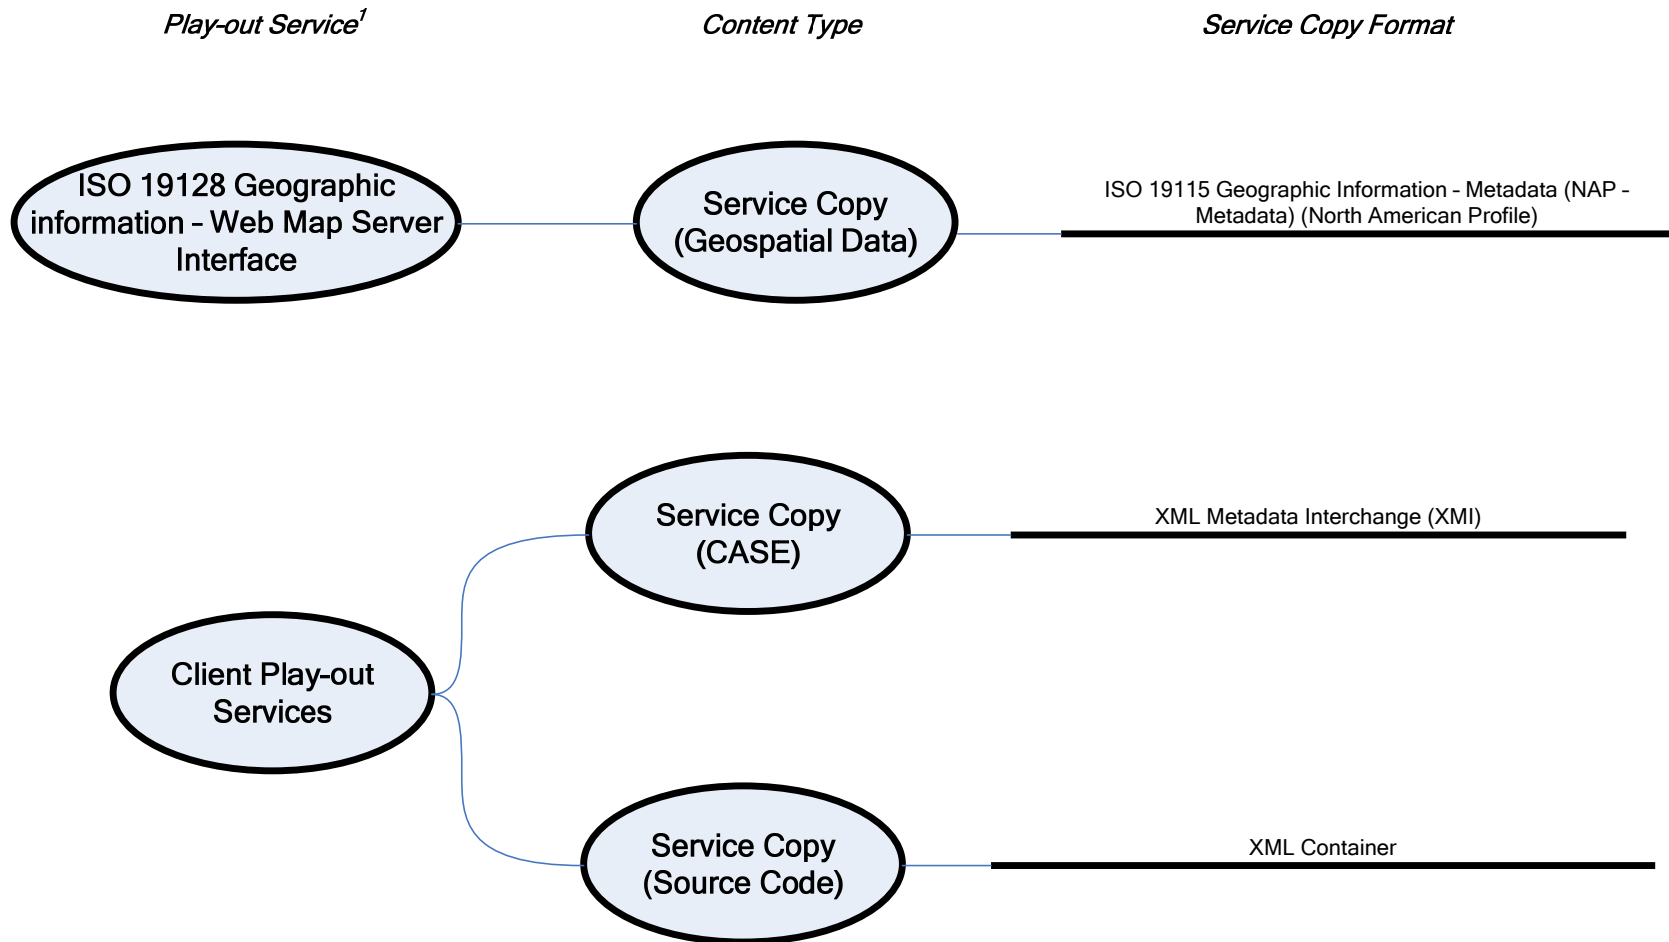 Play-out Service¹
Content Type
Service Copy Format
ISO 19128 Geographic
information – Web Map Server
Interface
Service Copy
(Geospatial Data)
ISO 19115 Geographic Information – Metadata (NAP –
Metadata) (North American Profile)
Service Copy
(CASE)
XML Metadata Interchange (XMI)
Client Play-out
Services
Service Copy
(Source Code)
XML Container